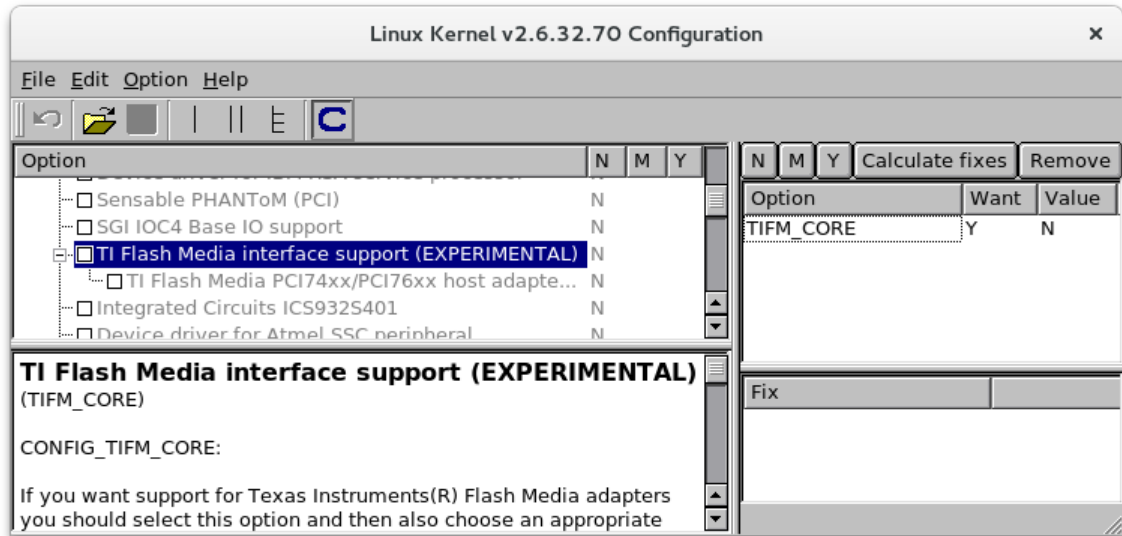 Linux Kernel v2.6.32.70 Configuration ×
File Edit Option Help
C
Option N M Y
Sensable PHANToM (PCI) N
SGI IOC4 Base IO support N
TI Flash Media interface support (EXPERIMENTAL) N
TI Flash Media PCI74xx/PCI76xx host adapte... N
Integrated Circuits ICS932S401 N
Device driver for Atmel SSC peripheral N
TI Flash Media interface support (EXPERIMENTAL)
(TIFM_CORE)
CONFIG_TIFM_CORE:
If you want support for Texas Instruments(R) Flash Media adapters
you should select this option and then also choose an appropriate
N M Y Calculate fixes Remove
Option Want Value
TIFM_CORE Y N
Fix